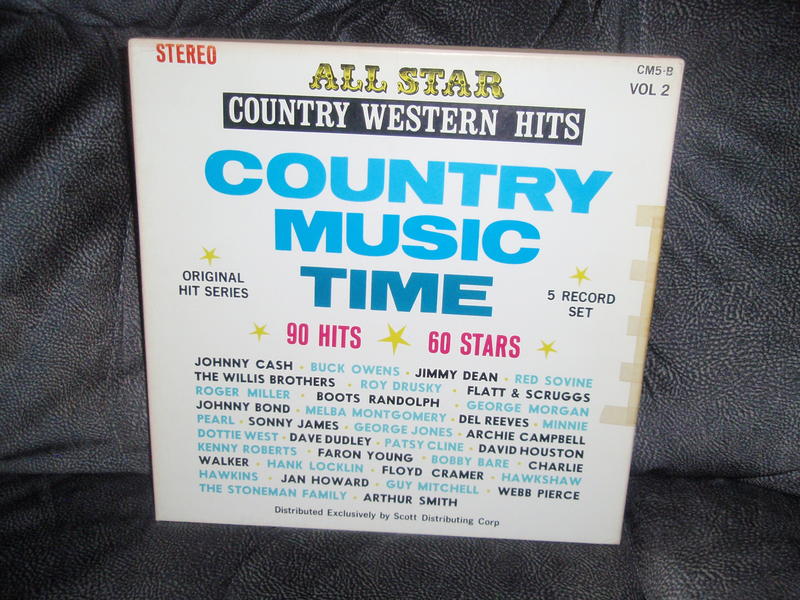 STEREO
CM5-B
VOL 2
ALL STAR
COUNTRY WESTERN HITS
COUNTRY
MUSIC
TIME
ORIGINAL
HIT SERIES
5 RECORD
SET
90 HITS 60 STARS
JOHNNY CASH • BUCK OWENS • JIMMY DEAN • RED SOVINE
THE WILLIS BROTHERS • ROY DRUSKY • FLATT & SCRUGGS
ROGER MILLER • BOOTS RANDOLPH • GEORGE MORGAN
JOHNNY BOND • MELBA MONTGOMERY • DEL REEVES • MINNIE
PEARL • SONNY JAMES • GEORGE JONES • ARCHIE CAMPBELL
DOTTIE WEST • DAVE DUDLEY • PATSY CLINE • DAVID HOUSTON
KENNY ROBERTS • FARON YOUNG • BOBBY BARE • CHARLIE
WALKER • HANK LOCKLIN • FLOYD CRAMER • HAWKSHAW
HAWKINS • JAN HOWARD • GUY MITCHELL • WEBB PIERCE
THE STONEMAN FAMILY • ARTHUR SMITH
Distributed Exclusively by Scott Distributing Corp